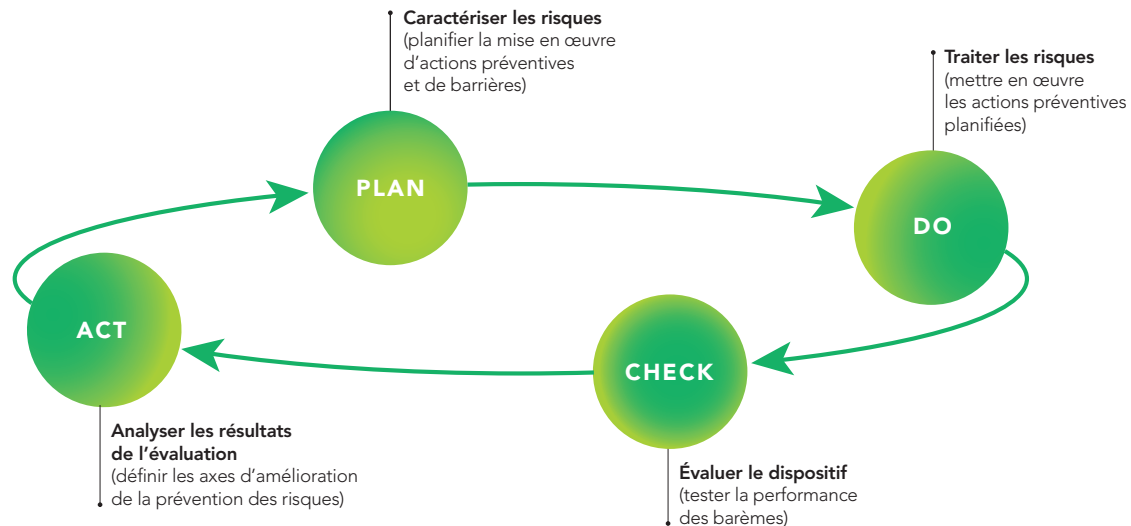 Caractériser les risques
(planifier la mise en œuvre
d'actions préventives
et de barrières)
PLAN
Traiter les risques
(mettre en œuvre
les actions préventives
planifiées)
DO
CHECK
Évaluer le dispositif
(tester la performance
des barèmes)
ACT
Analyser les résultats
de l'évaluation
(définir les axes d'amélioration
de la prévention des risques)